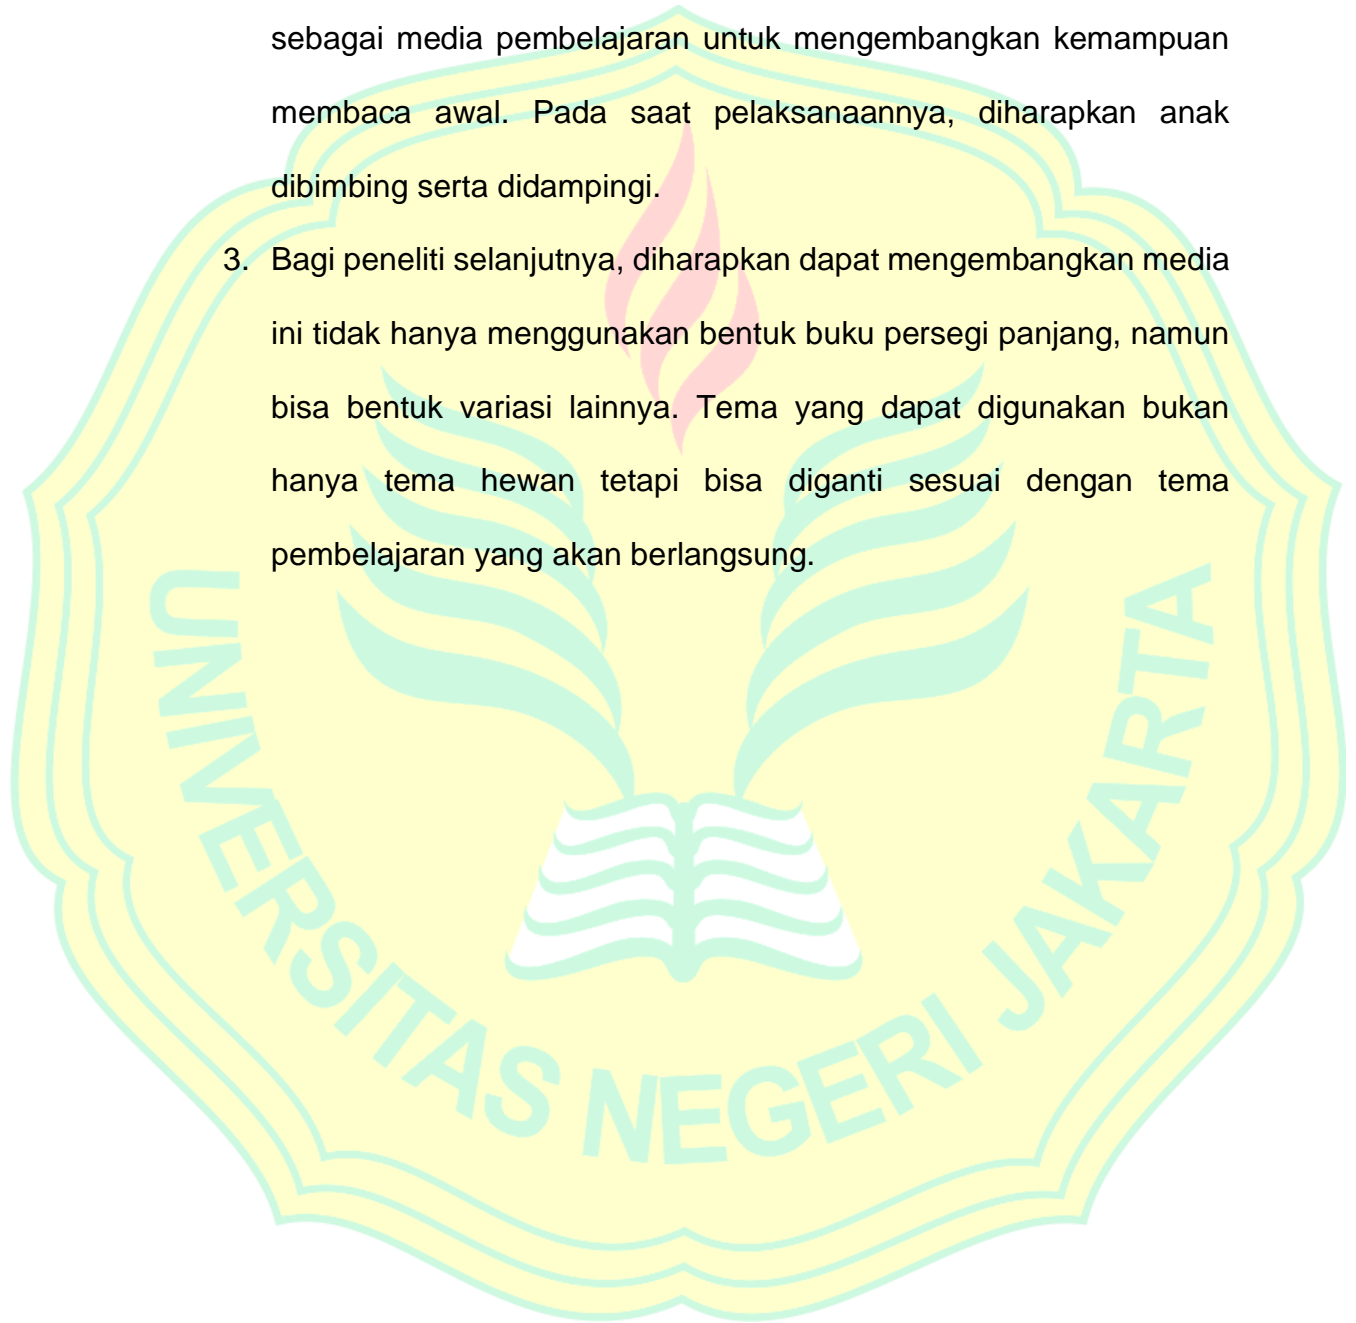 sebagai media pembelajaran untuk mengembangkan kemampuan
membaca awal. Pada saat pelaksanaannya, diharapkan anak
dibimbing serta didampingi.
3. Bagi peneliti selanjutnya, diharapkan dapat mengembangkan media
ini tidak hanya menggunakan bentuk buku persegi panjang, namun
bisa bentuk variasi lainnya. Tema yang dapat digunakan bukan
hanya tema hewan tetapi bisa diganti sesuai dengan tema
pembelajaran yang akan berlangsung.
UNIVERSITAS NEGERI JAKARTA